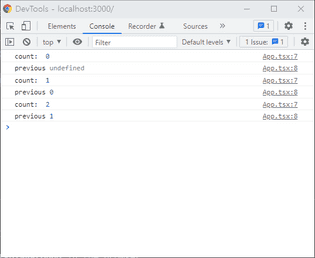 DevTools - localhost:3000/
Elements Console Recorder Sources » 1
top ▼ Filter Default levels ▼ 1 Issue: 1
count: 0 App.tsx:7
previous undefined App.tsx:8
count: 1 App.tsx:7
previous 0 App.tsx:8
count: 2 App.tsx:7
previous 1 App.tsx:8
>